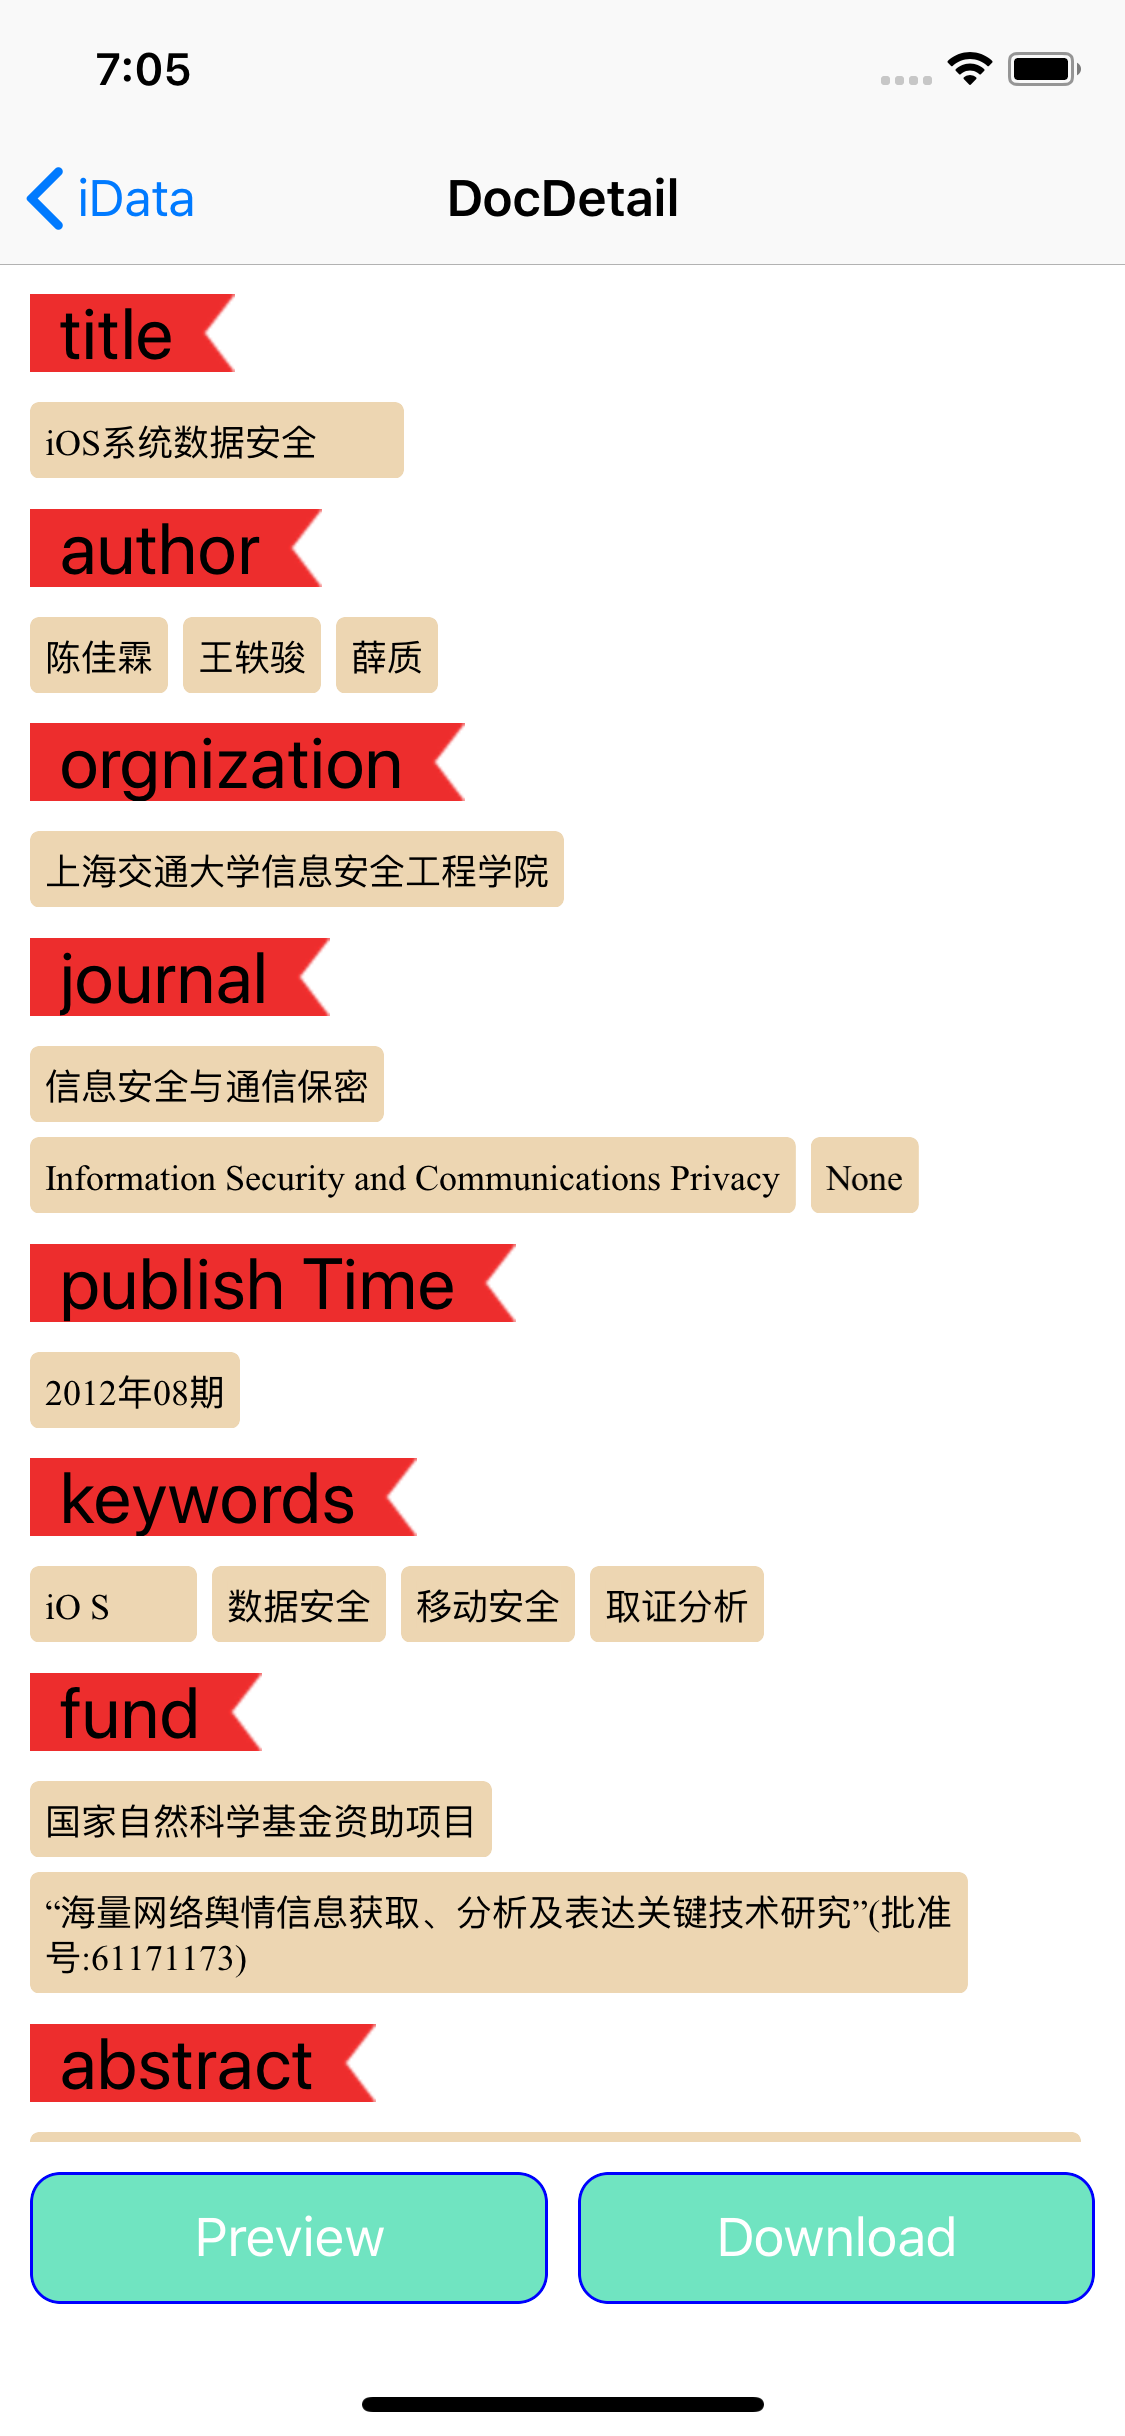 7:05
iData
DocDetail
title
iOS系统数据安全
author
陈佳霖 王轶骏 薛质
orgnization
上海交通大学信息安全工程学院
journal
信息安全与通信保密
Information Security and Communications Privacy None
publish Time
2012年08期
keywords
iO S 数据安全 移动安全 取证分析
fund
国家自然科学基金资助项目
“海量网络舆情信息获取、分析及表达关键技术研究”(批准
号:61171173)
abstract
Preview Download